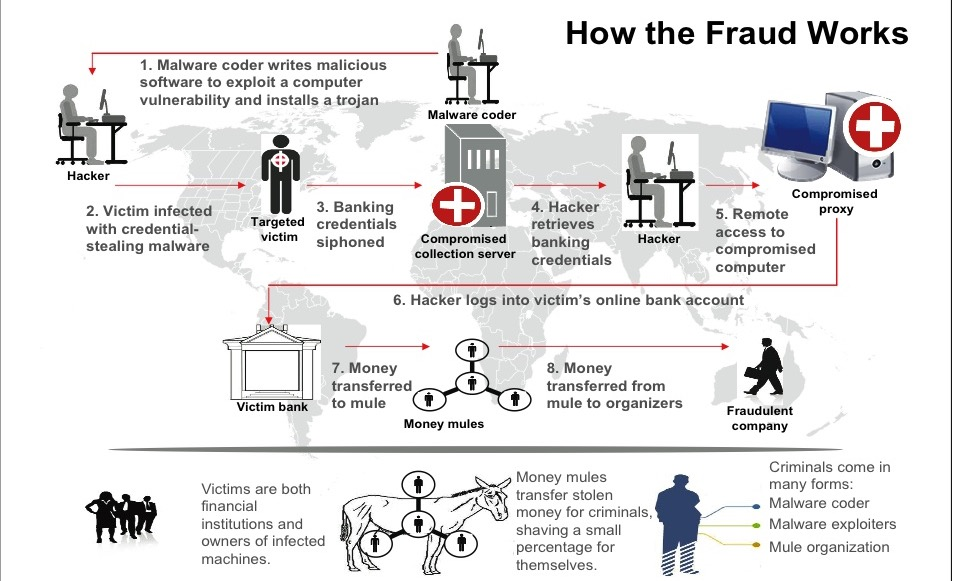 How the Fraud Works
1. Malware coder writes malicious
software to exploit a computer
vulnerability and installs a trojan
Malware coder
Hacker
2. Victim infected
with credential-
stealing malware
Targeted
victim
3. Banking
credentials
siphoned
Compromised
collection server
4. Hacker
retrieves
banking
credentials
Hacker
5. Remote
access to
compromised
computer
Compromised
proxy
6. Hacker logs into victim's online bank account
Victim bank
7. Money
transferred
to mule
Money mules
8. Money
transferred from
mule to organizers
Fraudulent
company
Victims are both
financial
institutions and
owners of infected
machines.
Money mules
transfer stolen
money for criminals,
shaving a small
percentage for
themselves.
Criminals come in
many forms:
Malware coder
Malware exploiters
Mule organization